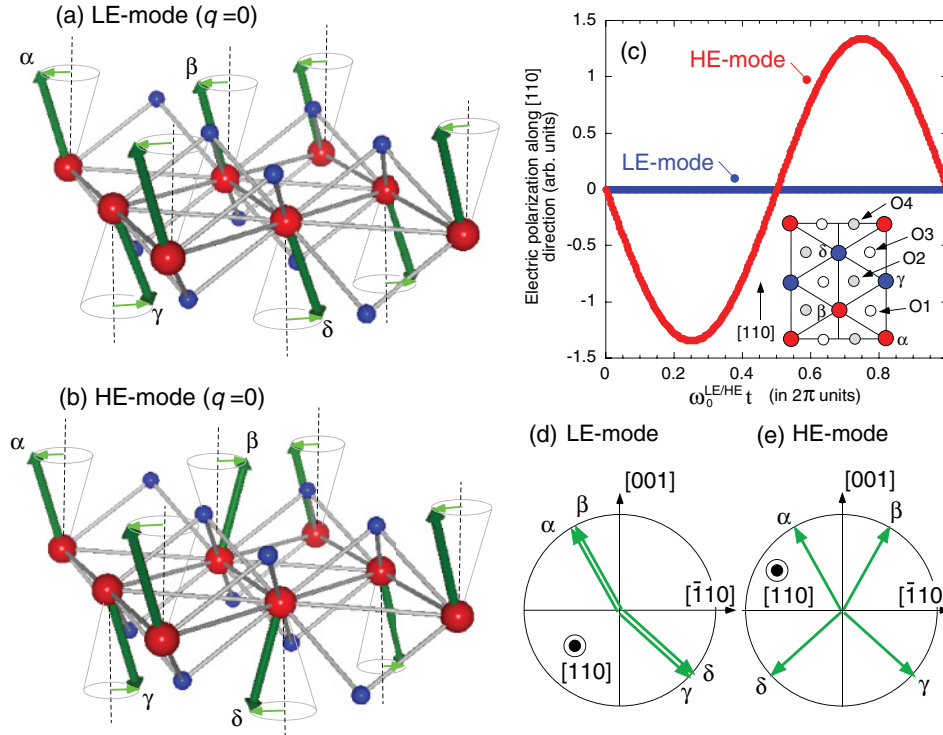 (a) LE-mode (q =0)
α
β
γ
δ
(b) HE-mode (q =0)
α
β
γ
δ
(c)
Electric polarization along [110]
direction (arb. units)
1.5
1
0.5
0
-0.5
-1
-1.5
HE-mode
LE-mode
O4
O3
O2
O1
δ
γ
β
α
[110]
0
0.2
0.4
0.6
0.8
ω₀ᴸᴱ/ᴴᴱ t (in 2π units)
(d) LE-mode
[001]
α
β
[1̄10]
[110]
δ
γ
(e) HE-mode
[001]
α
β
[110]
[1̄10]
δ
γ